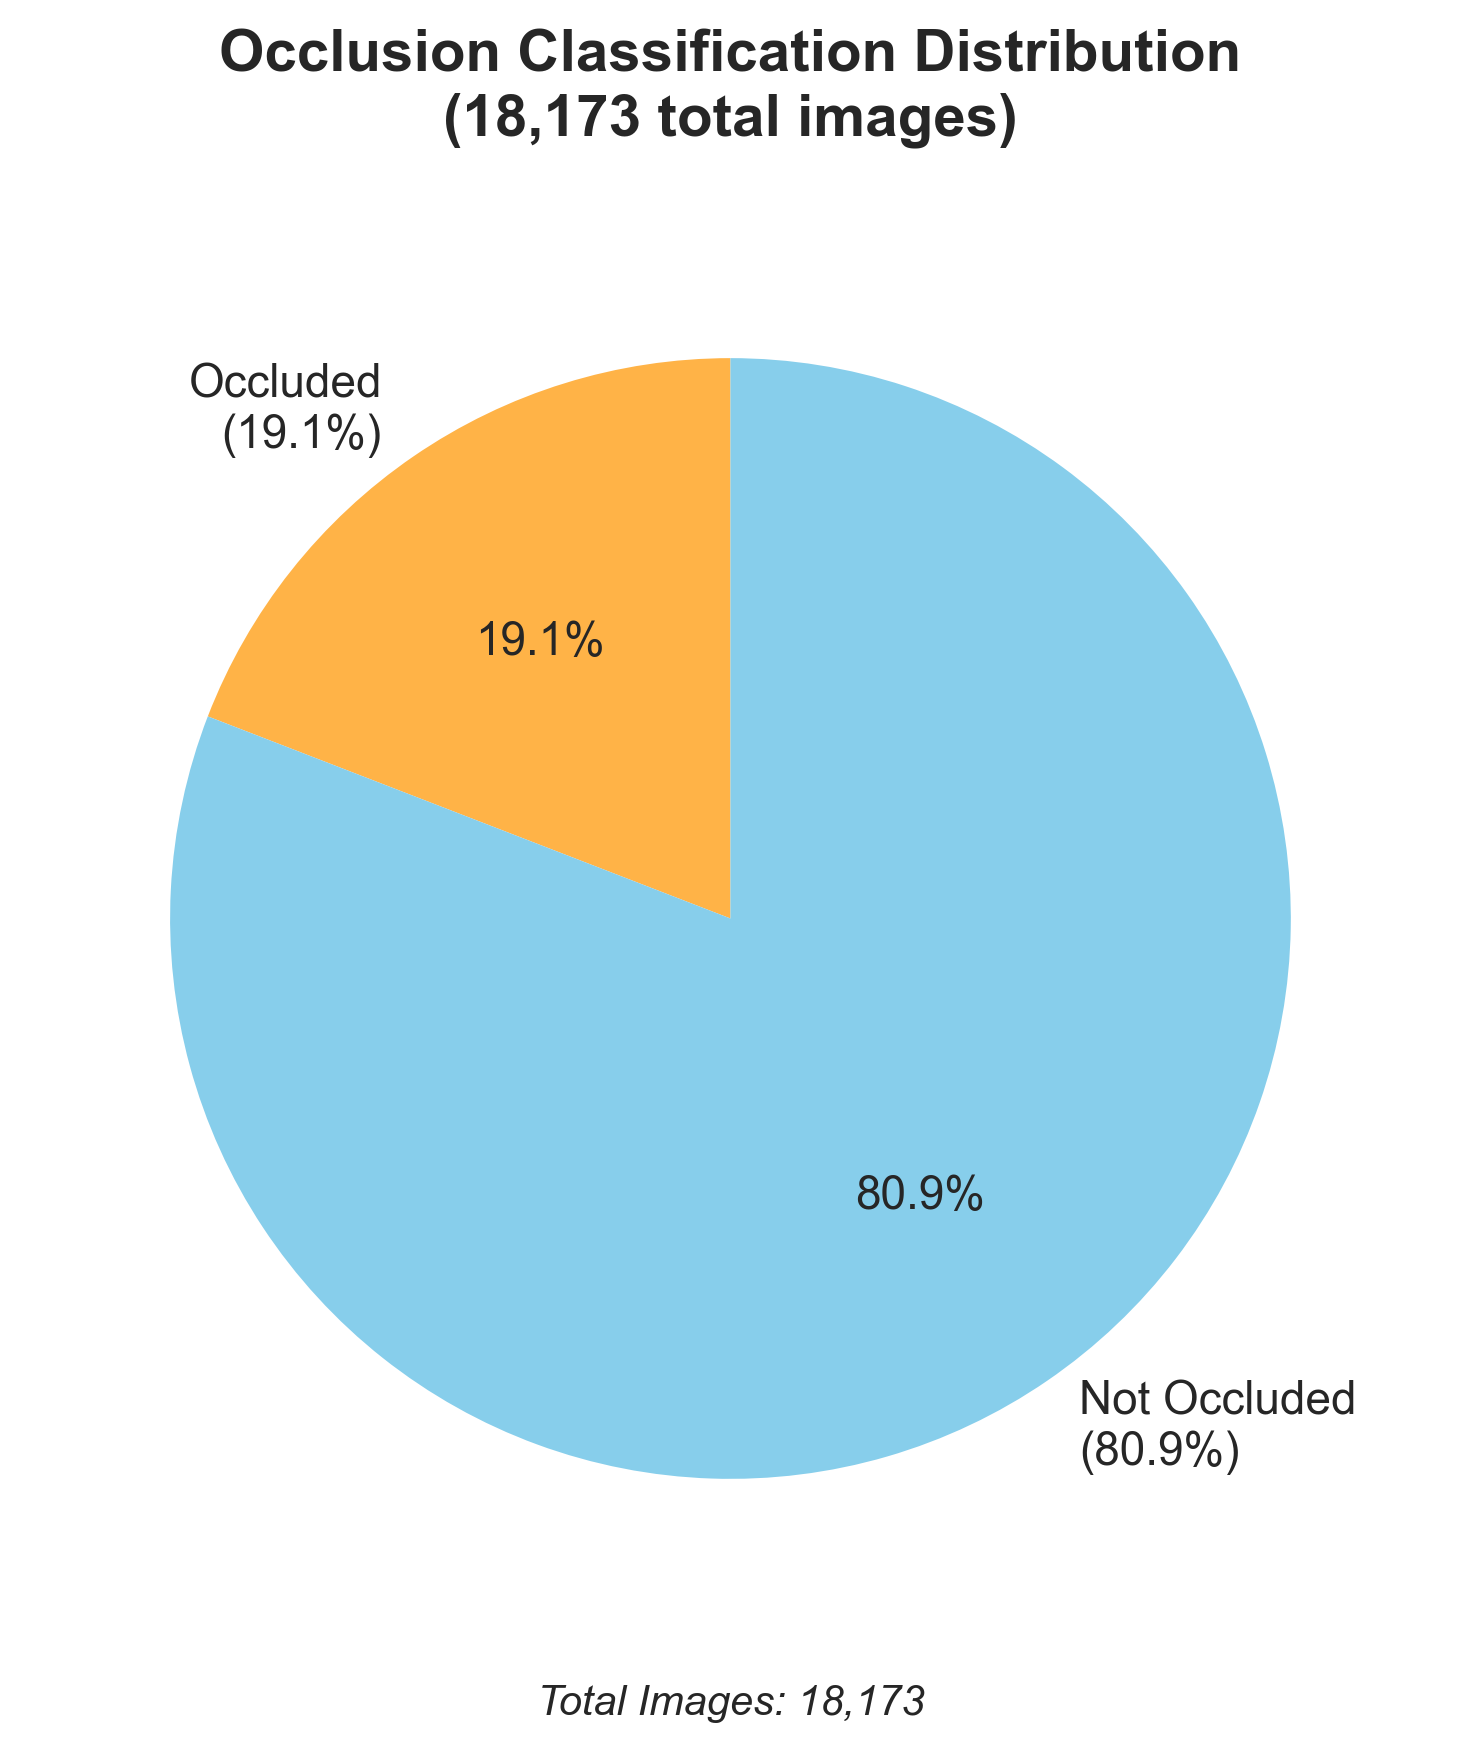 Occlusion Classification Distribution
(18,173 total images)
Occluded
(19.1%)
19.1%
80.9%
Not Occluded
(80.9%)
Total Images: 18,173